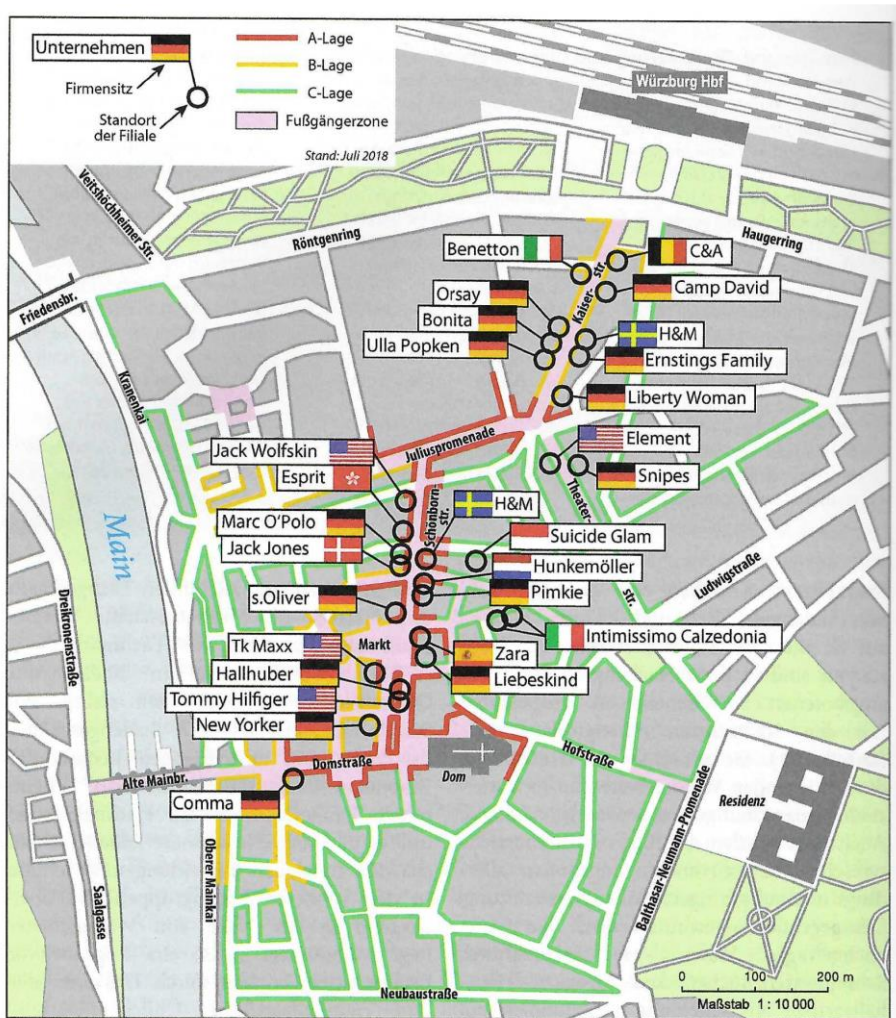 Unternehmen
Firmensitz
Standort
der Filiale
A-Lage
B-Lage
C-Lage
Fußgängerzone
Stand: Juli 2018
Würzburg Hbf
Veitshöchheimer Str.
Röntgenring
Haugerring
Friedensbr.
Kranenkai
Benetton
Kaiser-
str.
C&A
Camp David
Orsay
Bonita
Ulla Popken
H&M
Ernstings Family
Liberty Woman
Juliuspromenade
Element
Snipes
Jack Wolfskin
Esprit
Schönborn-
str.
H&M
Theater-
str.
Marc O'Polo
Jack Jones
Suicide Glam
Hunkemöller
Pimkie
Ludwigstraße
Main
Dreikronenstraße
s.Oliver
Markt
Intimissimo Calzedonia
Tk Maxx
Hallhuber
Tommy Hilfiger
New Yorker
Zara
Liebeskind
Hofstraße
Alte Mainbr.
Domstraße
Dom
Comma
Residenz
Balthasar-Neumann-Promenade
Oberer Mainkai
Saalgasse
Neubaustraße
0 100 200 m
Maßstab 1 : 10 000